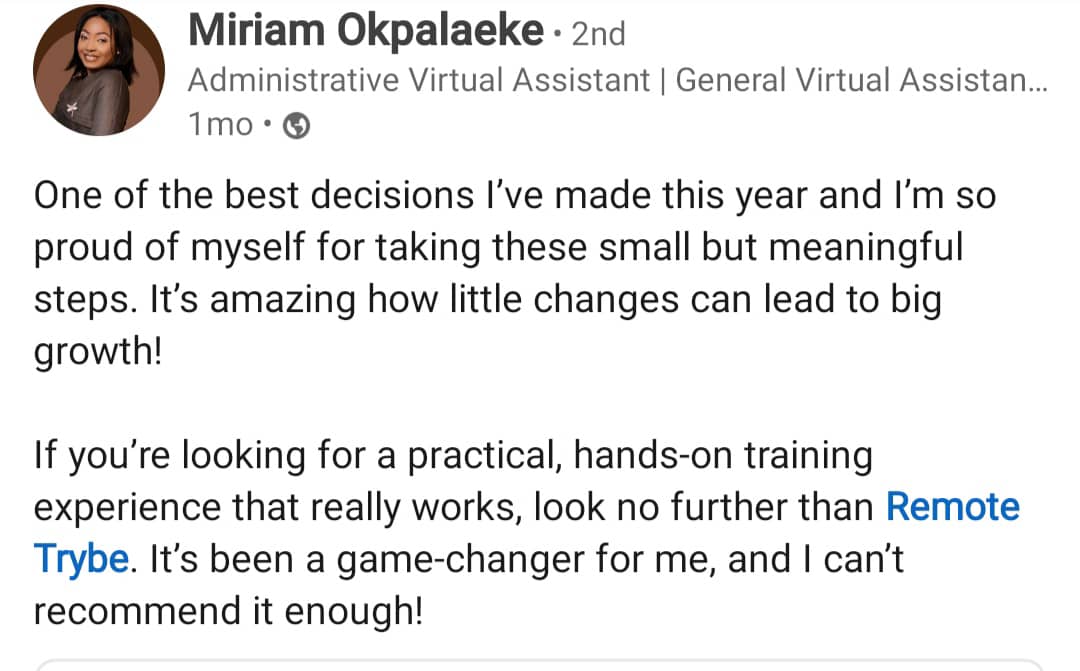 Miriam Okpalaeke • 2nd
Administrative Virtual Assistant | General Virtual Assistan...
1mo •
One of the best decisions I’ve made this year and I’m so
proud of myself for taking these small but meaningful
steps. It’s amazing how little changes can lead to big
growth!
If you’re looking for a practical, hands-on training
experience that really works, look no further than Remote
Trybe. It’s been a game-changer for me, and I can’t
recommend it enough!